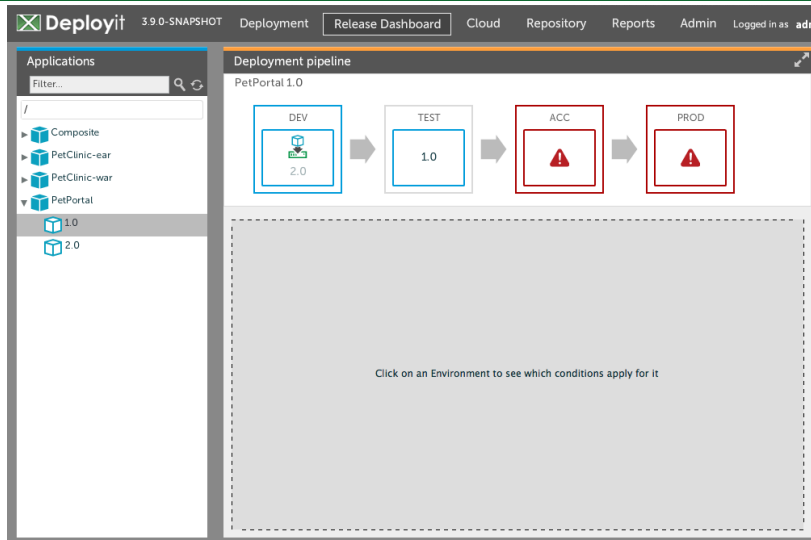 Deployit 3.9.0-SNAPSHOT Deployment Release Dashboard Cloud Repository Reports Admin Logged in as
Applications
Filter...
/
Composite
PetClinic-ear
PetClinic-war
PetPortal
1.0
2.0
Deployment pipeline
PetPortal 1.0
DEV TEST ACC PROD
2.0 1.0
Click on an Environment to see which conditions apply for it